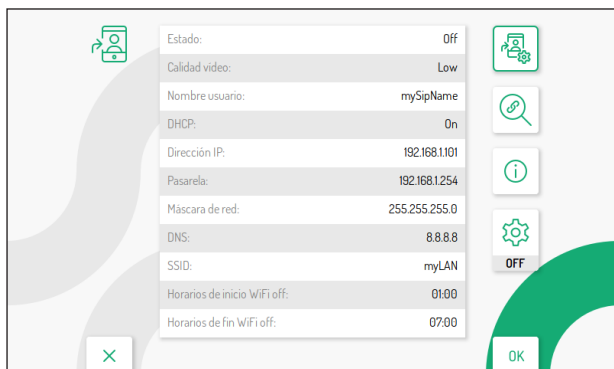 Estado: Off
Calidad video: Low
Nombre usuario: mySipName
DHCP: On
Dirección IP: 192.168.1.101
Pasarela: 192.168.1.254
Máscara de red: 255.255.255.0
DNS: 8.8.8.8
SSID: myLAN
Horarios de inicio WiFi off: 01:00
Horarios de fin WiFi off: 07:00
OFF
OK